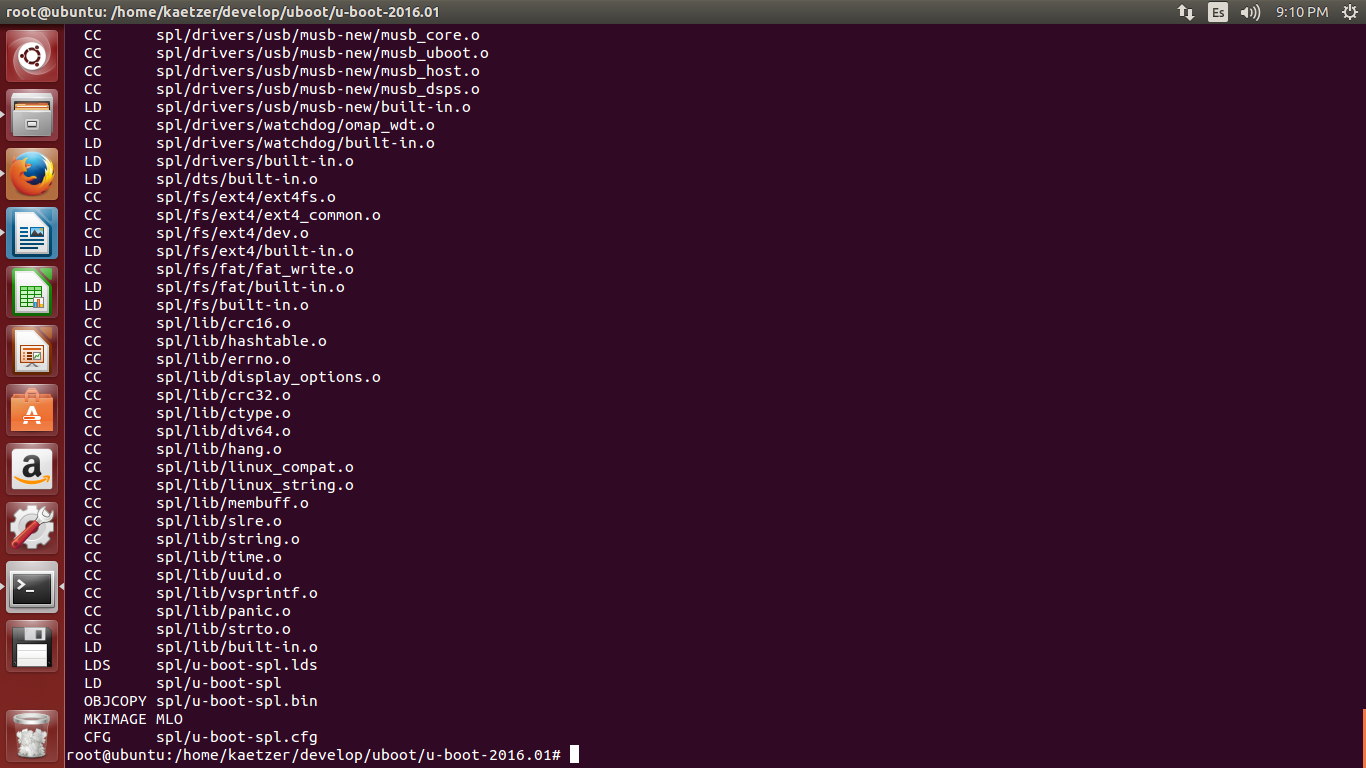 root@ubuntu: /home/kaetzer/develop/uboot/u-boot-2016.01
Es
9:10 PM
CC spl/drivers/usb/musb-new/musb_core.o
CC spl/drivers/usb/musb-new/musb_uboot.o
CC spl/drivers/usb/musb-new/musb_host.o
CC spl/drivers/usb/musb-new/musb_dsps.o
LD spl/drivers/usb/musb-new/built-in.o
CC spl/drivers/watchdog/omap_wdt.o
LD spl/drivers/watchdog/built-in.o
LD spl/drivers/built-in.o
LD spl/dts/built-in.o
CC spl/fs/ext4/ext4fs.o
CC spl/fs/ext4/ext4_common.o
CC spl/fs/ext4/dev.o
LD spl/fs/ext4/built-in.o
CC spl/fs/fat/fat_write.o
LD spl/fs/fat/built-in.o
LD spl/fs/built-in.o
CC spl/lib/crc16.o
CC spl/lib/hashtable.o
CC spl/lib/errno.o
CC spl/lib/display_options.o
CC spl/lib/crc32.o
CC spl/lib/ctype.o
CC spl/lib/div64.o
CC spl/lib/hang.o
CC spl/lib/linux_compat.o
CC spl/lib/linux_string.o
CC spl/lib/membuff.o
CC spl/lib/slre.o
CC spl/lib/string.o
CC spl/lib/time.o
CC spl/lib/uuid.o
CC spl/lib/vsprintf.o
CC spl/lib/panic.o
CC spl/lib/strto.o
LD spl/lib/built-in.o
LDS spl/u-boot-spl.lds
LD spl/u-boot-spl
OBJCOPY spl/u-boot-spl.bin
MKIMAGE MLO
CFG spl/u-boot-spl.cfg
root@ubuntu:/home/kaetzer/develop/uboot/u-boot-2016.01#